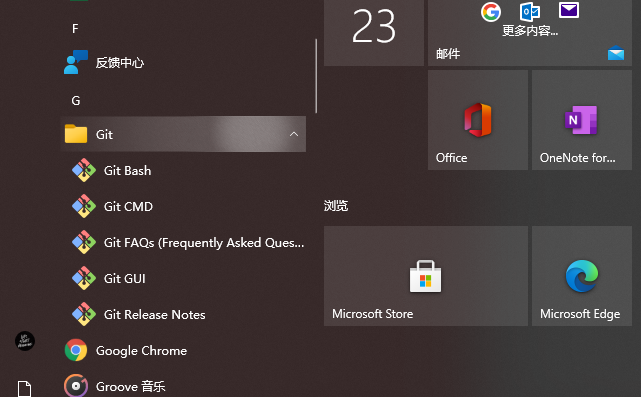 F
反馈中心
G
Git
Git Bash
Git CMD
Git FAQs (Frequently Asked Ques...
Git GUI
Git Release Notes
Google Chrome
Groove 音乐
23
更多内容...
邮件
Office
OneNote for...
浏览
Microsoft Store
Microsoft Edge